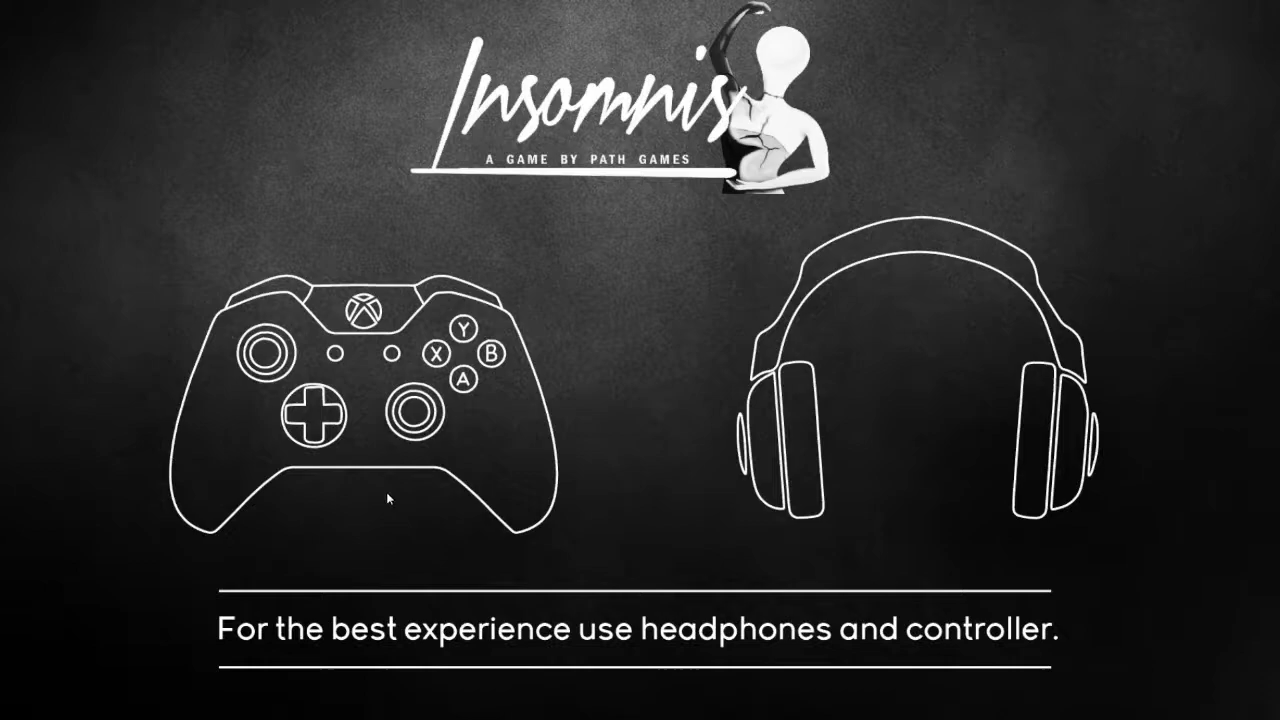 Insomnis
A GAME BY PATH GAMES
Y
X B
A
For the best experience use headphones and controller.